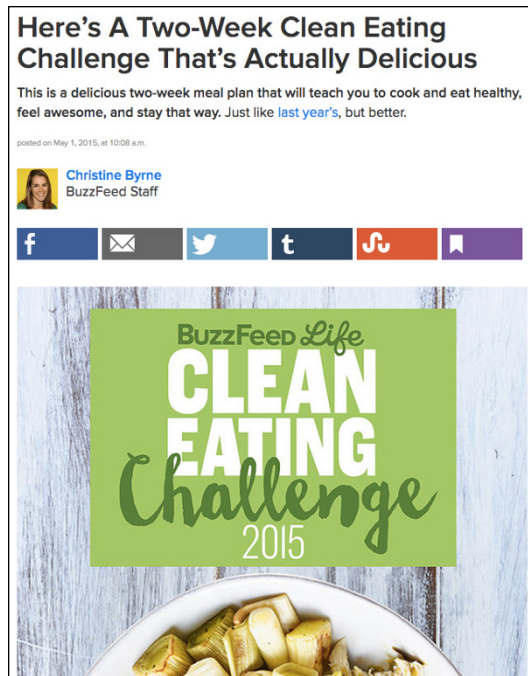 Here's A Two-Week Clean Eating
Challenge That's Actually Delicious
This is a delicious two-week meal plan that will teach you to cook and eat healthy,
feel awesome, and stay that way. Just like last year's, but better.
posted on May 1, 2015, at 10:08 a.m.
Christine Byrne
BuzzFeed Staff
f
t
BuzzFeed Life
CLEAN
EATING
Challenge
2015